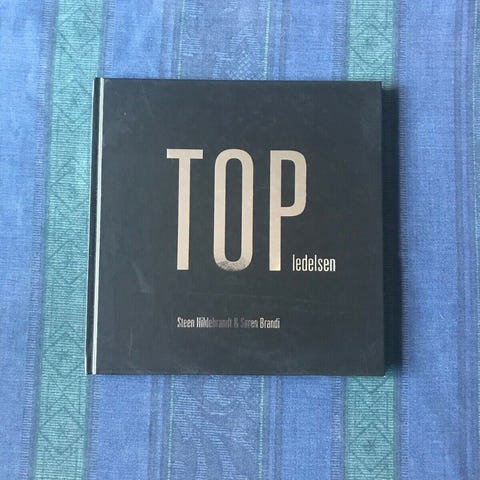 TOP
ledelsen
Steen Hildebrandt & Søren Brandi